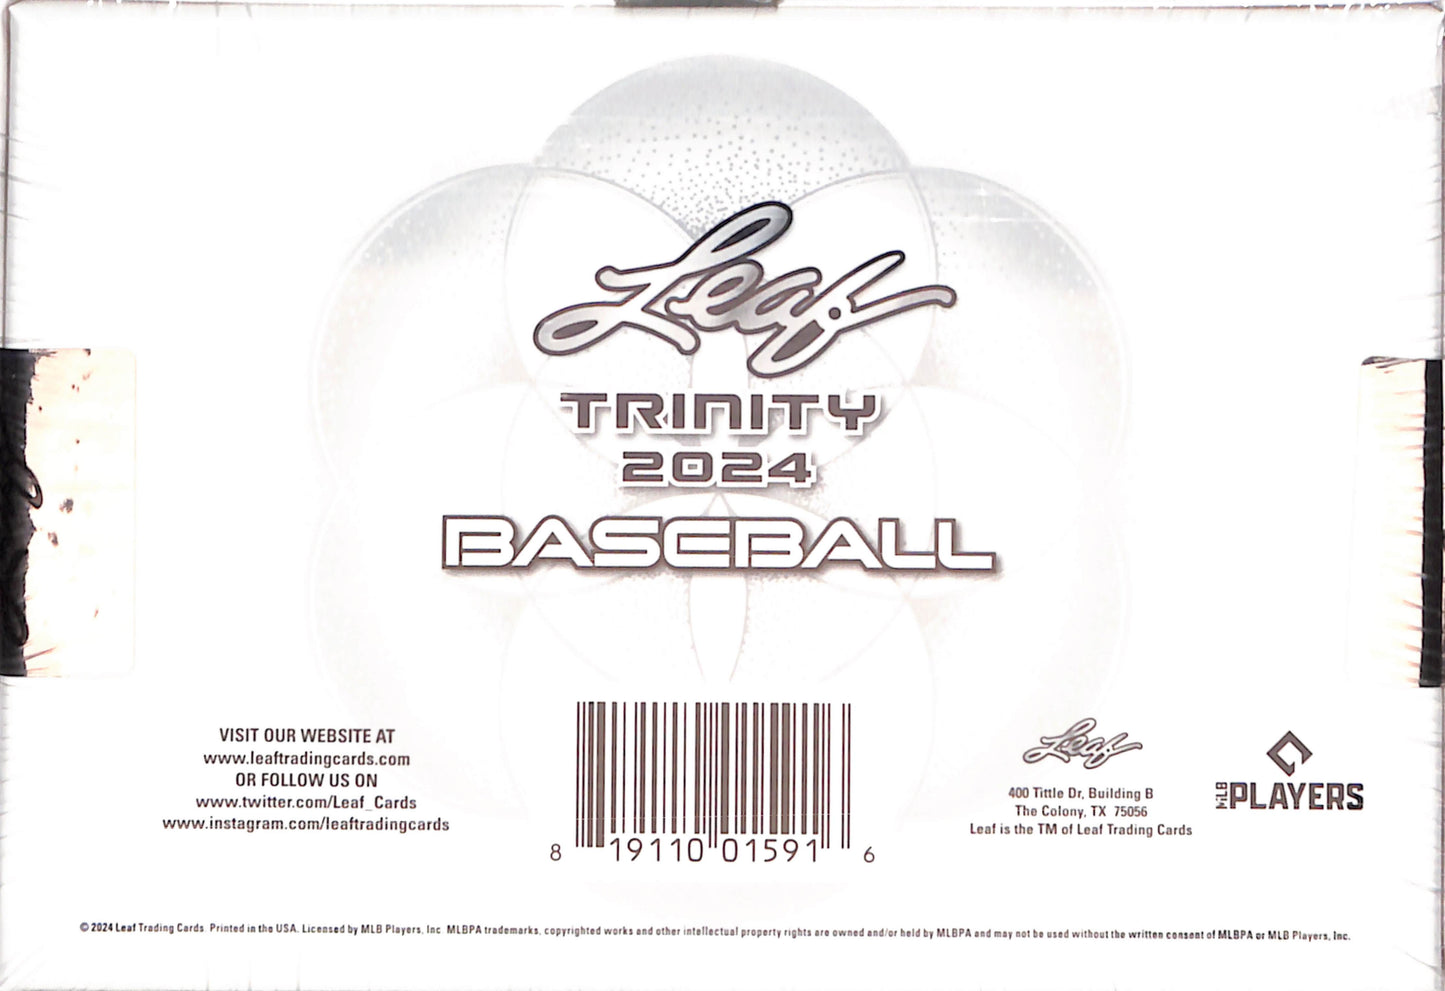 Leaf
TRINITY
2024
BASEBALL
VISIT OUR WEBSITE AT
www.leaftradingcards.com
OR FOLLOW US ON
www.twitter.com/Leaf_Cards
www.instagram.com/leaftradingcards
8 19110 01591 6
Leaf
400 Tittle Dr, Building B
The Colony, TX 75056
Leaf is the TM of Leaf Trading Cards
MLB PLAYERS
© 2024 Leaf Trading Cards. Printed in the USA. Licensed by MLB Players, Inc. MLBPA trademarks, copyrighted works and other intellectual property rights are owned and/or held by MLBPA and may not be used without the written consent of MLBPA or MLB Players, Inc.